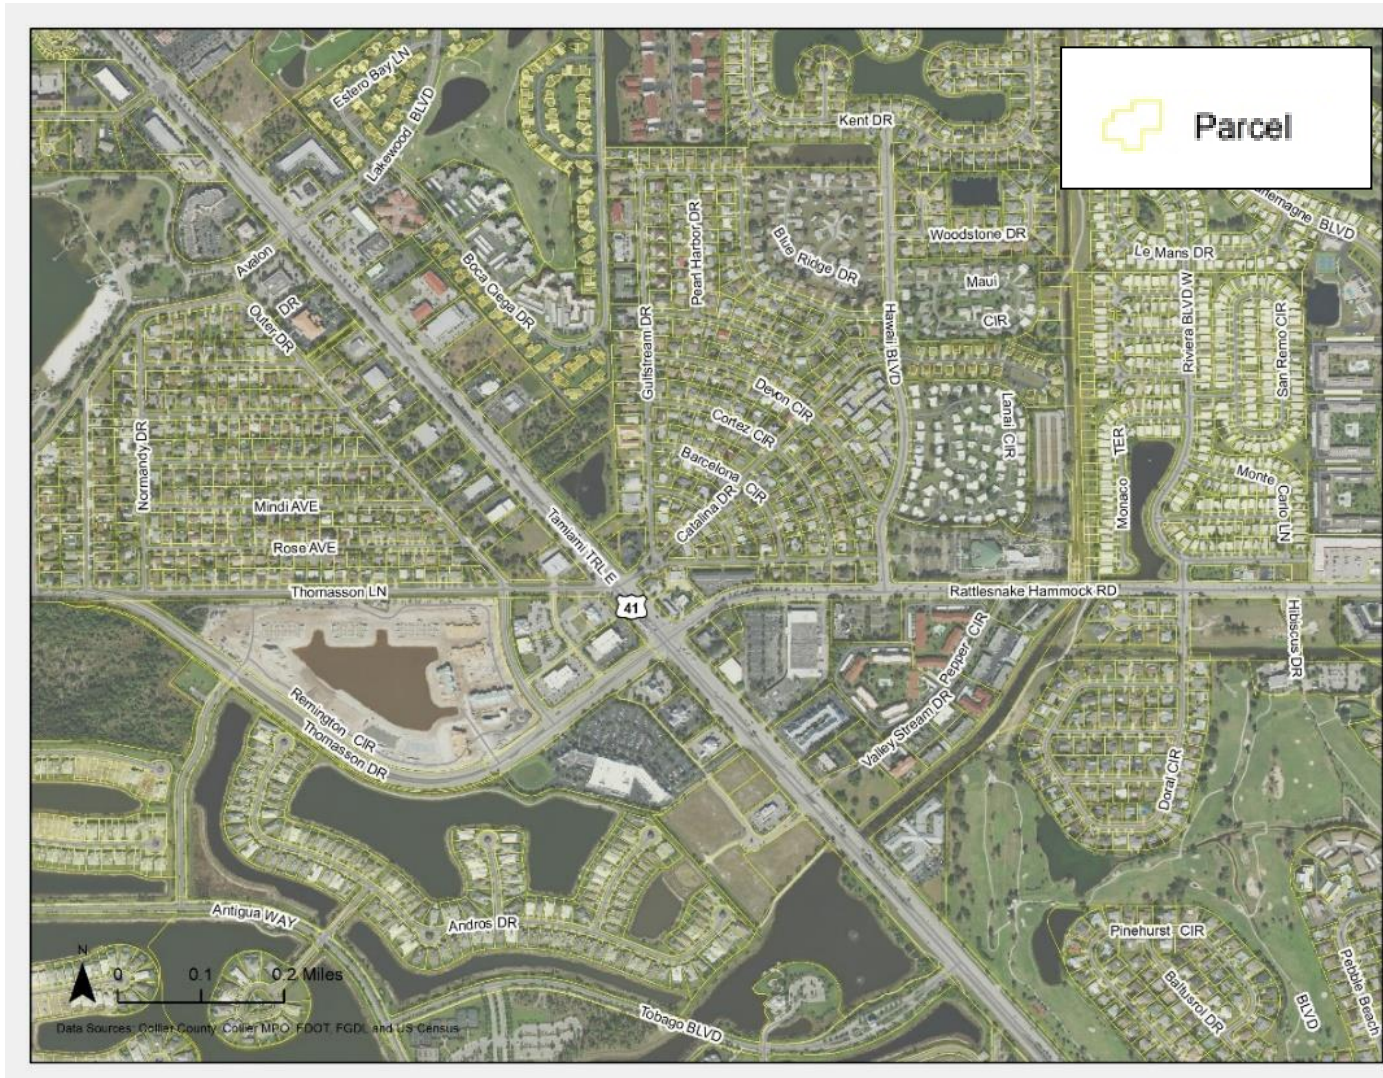 Estero Bay LN
Lakewood BLVD
Kent DR
Parcel
BLVD
Avalon
DR
Outer DR
Boca Ciega DR
Pearl Harbor DR
Blue Ridge DR
Woodstone DR
Le Mans DR
Maui
CIR
Gulfstream DR
Hawaii BLVD
Riviera BLVD W
San Remo CIR
Devon CIR
Cortez CIR
Barcelona CIR
Catalina DR
Lanai CIR
Monaco TER
Monte Carlo LN
Normandy DR
Mindi AVE
Rose AVE
Thomasson LN
Tamiami TRL E
41
Rattlesnake Hammock RD
Hibiscus DR
Pepper CIR
Valley Stream DR
Remington CIR
Thomasson DR
Doral CIR
Antigua WAY
Andros DR
Pinehurst CIR
Baltusrol DR
BLVD
Pebble Beach
Tobago BLVD
N
0 0.1 0.2 Miles
Data Sources: Collier County, Collier MPO, FDOT, FGDL and US Census